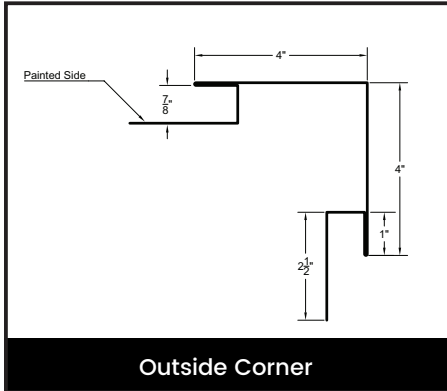 4"
Painted Side
7/8"
4"
1"
2 1/2"
Outside Corner